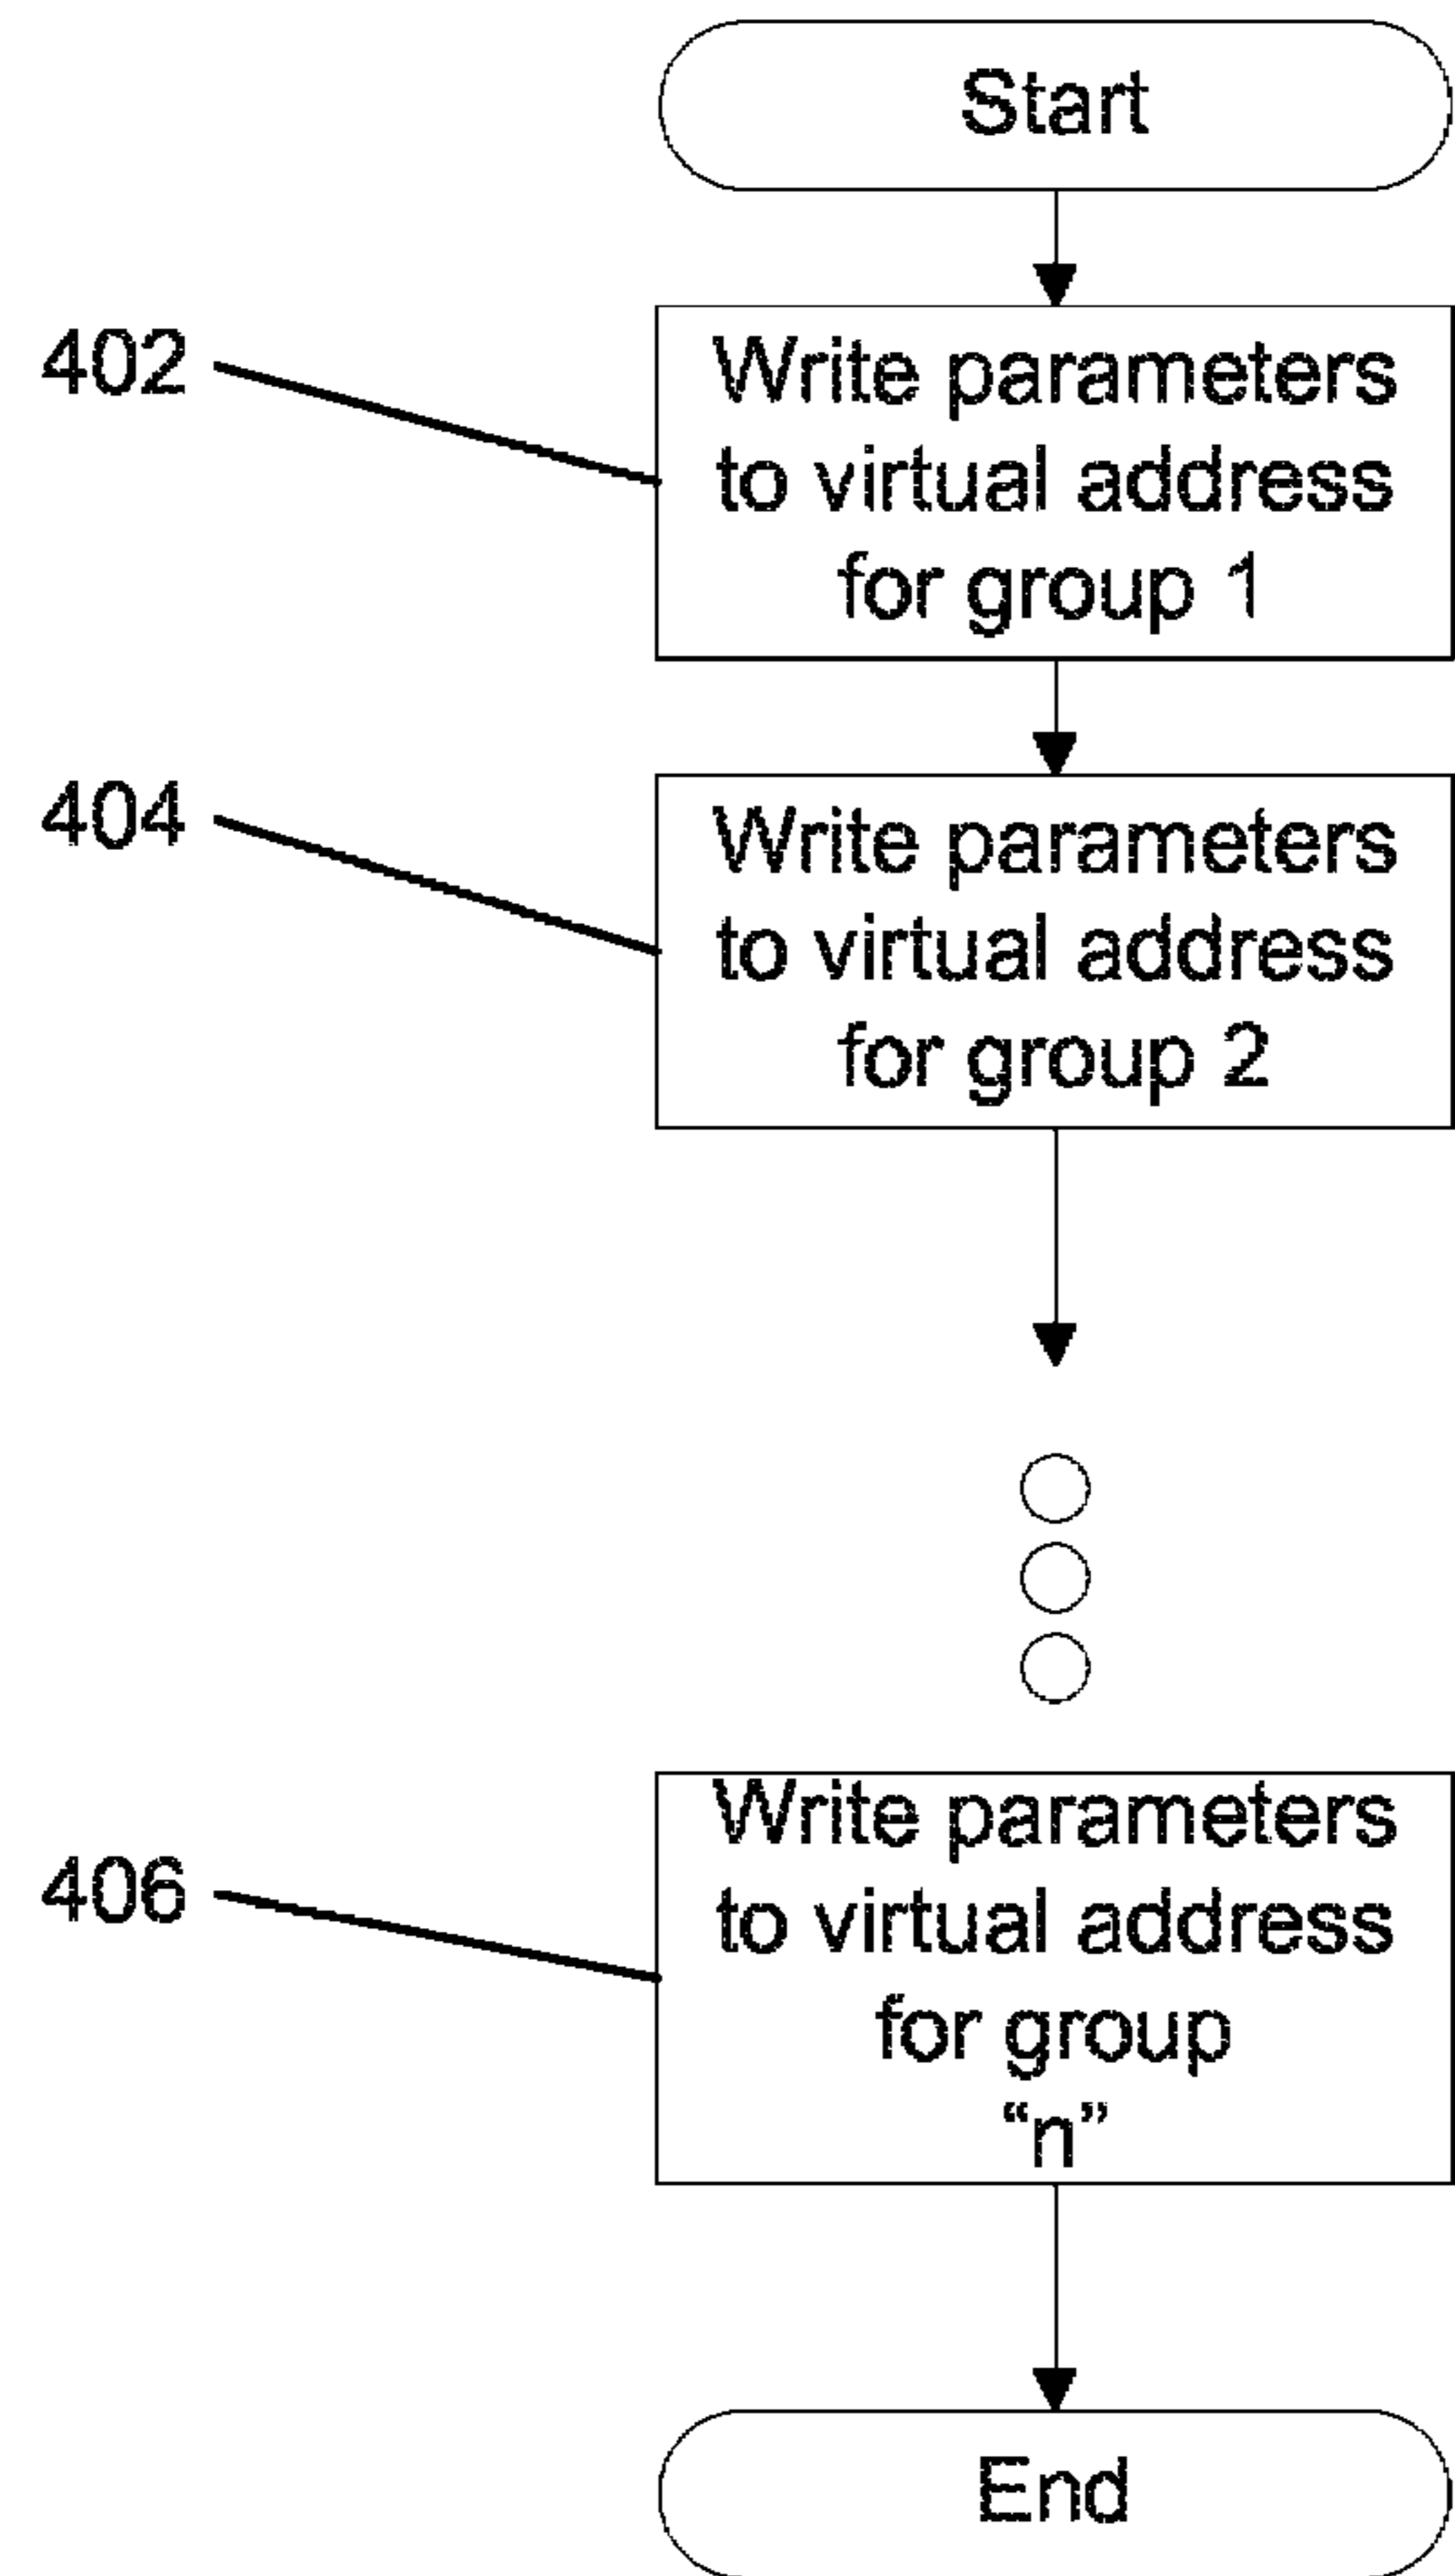 Start
402
Write parameters
to virtual address
for group 1
404
Write parameters
to virtual address
for group 2
406
Write parameters
to virtual address
for group
“n”
End